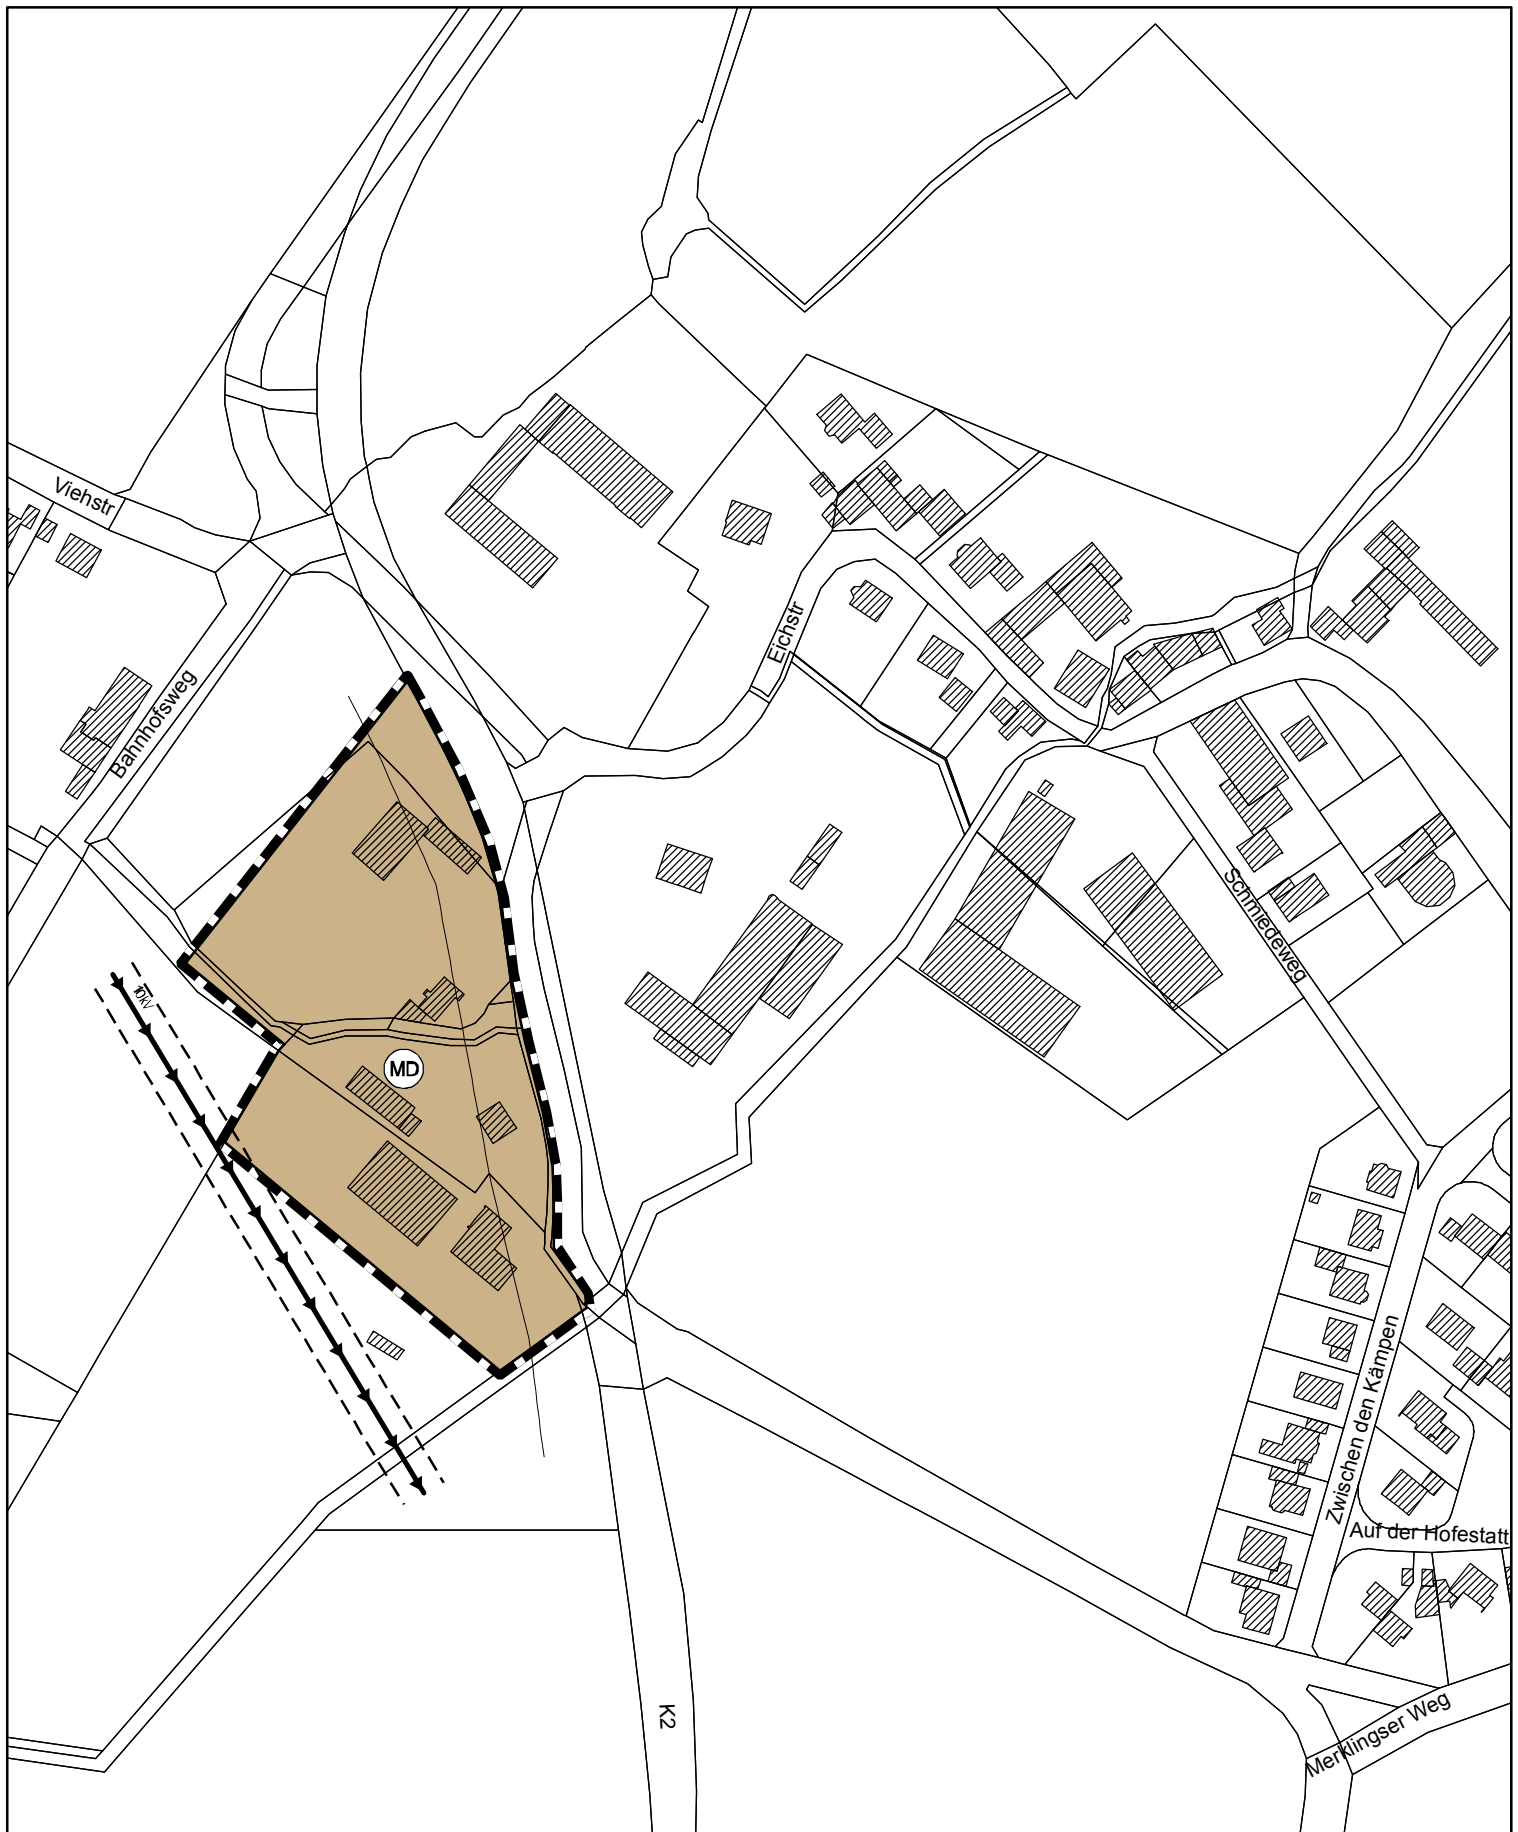 Viehstr
Eichstr
Bahnhofsweg
Schmiedeweg
10kV
MD
Zwischen den Kämpen
Auf der Hofestatt
K2
Merklingser Weg